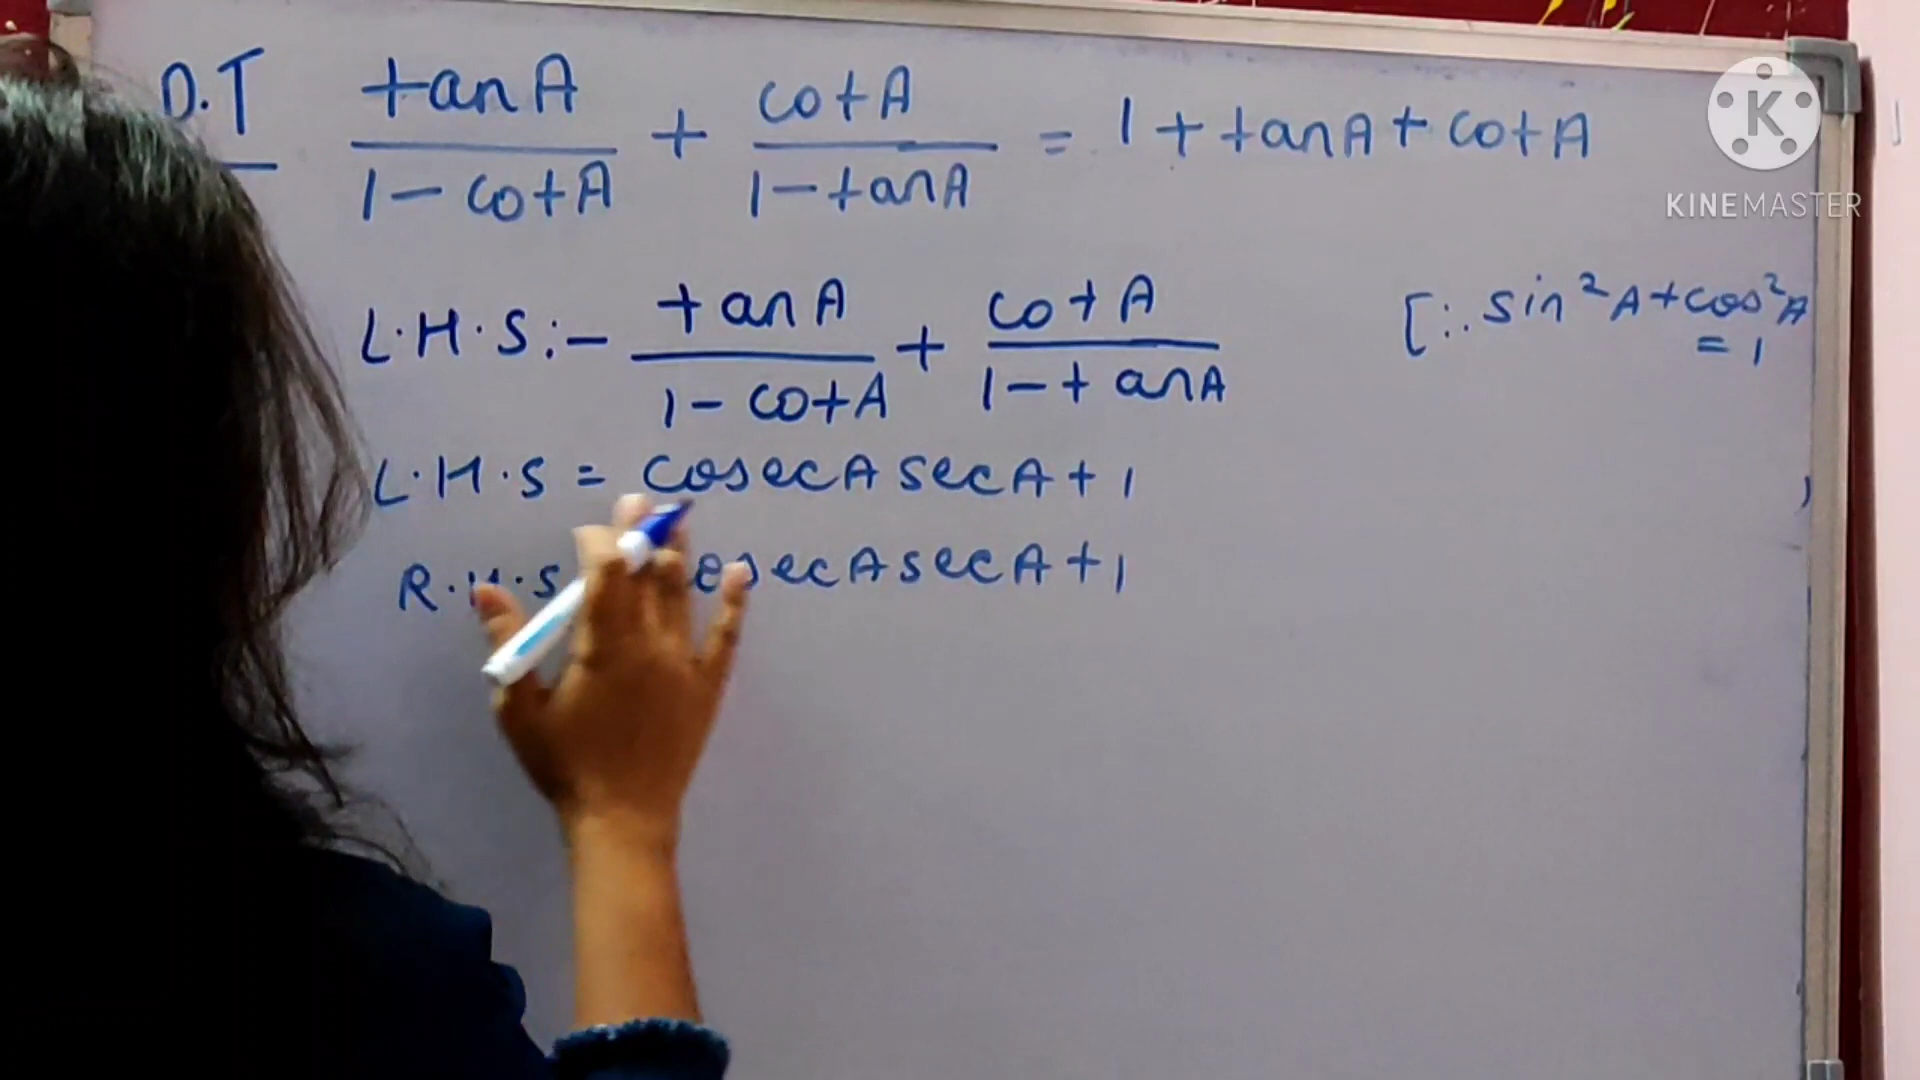 P.T tanA/1-cotA + cotA/1-tanA = 1 + tanA + cotA
L.H.S:- tanA/1-cotA + cotA/1-tanA
[∵ sin²A+cos²A = 1
L.H.S = cosecA secA + 1
R.H.S cosecA secA + 1
K
KINEMASTER